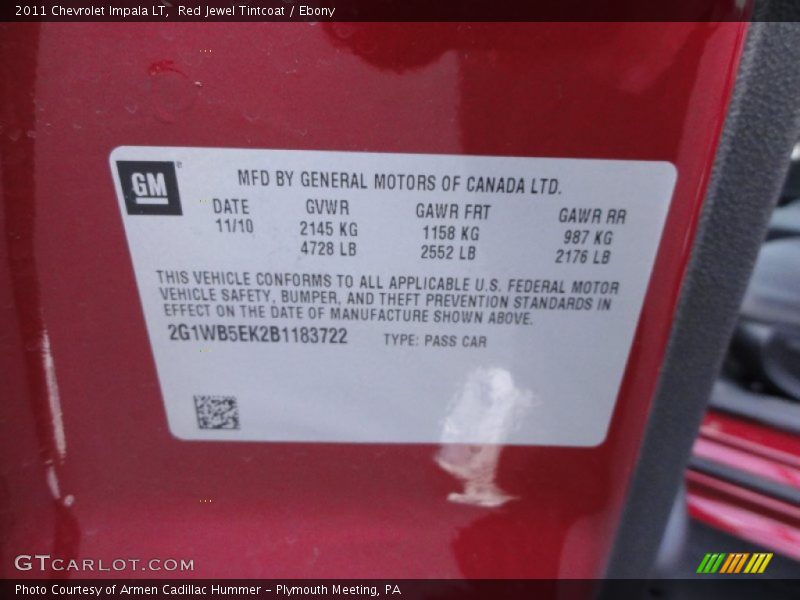 2011 Chevrolet Impala LT,  Red Jewel Tintcoat / Ebony
GM
MFD BY GENERAL MOTORS OF CANADA LTD.
DATE GVWR GAWR FRT GAWR RR
11/10 2145 KG 1158 KG 987 KG
4728 LB 2552 LB 2176 LB
THIS VEHICLE CONFORMS TO ALL APPLICABLE U.S. FEDERAL MOTOR
VEHICLE SAFETY, BUMPER, AND THEFT PREVENTION STANDARDS IN
EFFECT ON THE DATE OF MANUFACTURE SHOWN ABOVE.
2G1WB5EK2B1183722 TYPE: PASS CAR
GTCARLOT.COM
Photo Courtesy of Armen Cadillac Hummer – Plymouth Meeting, PA